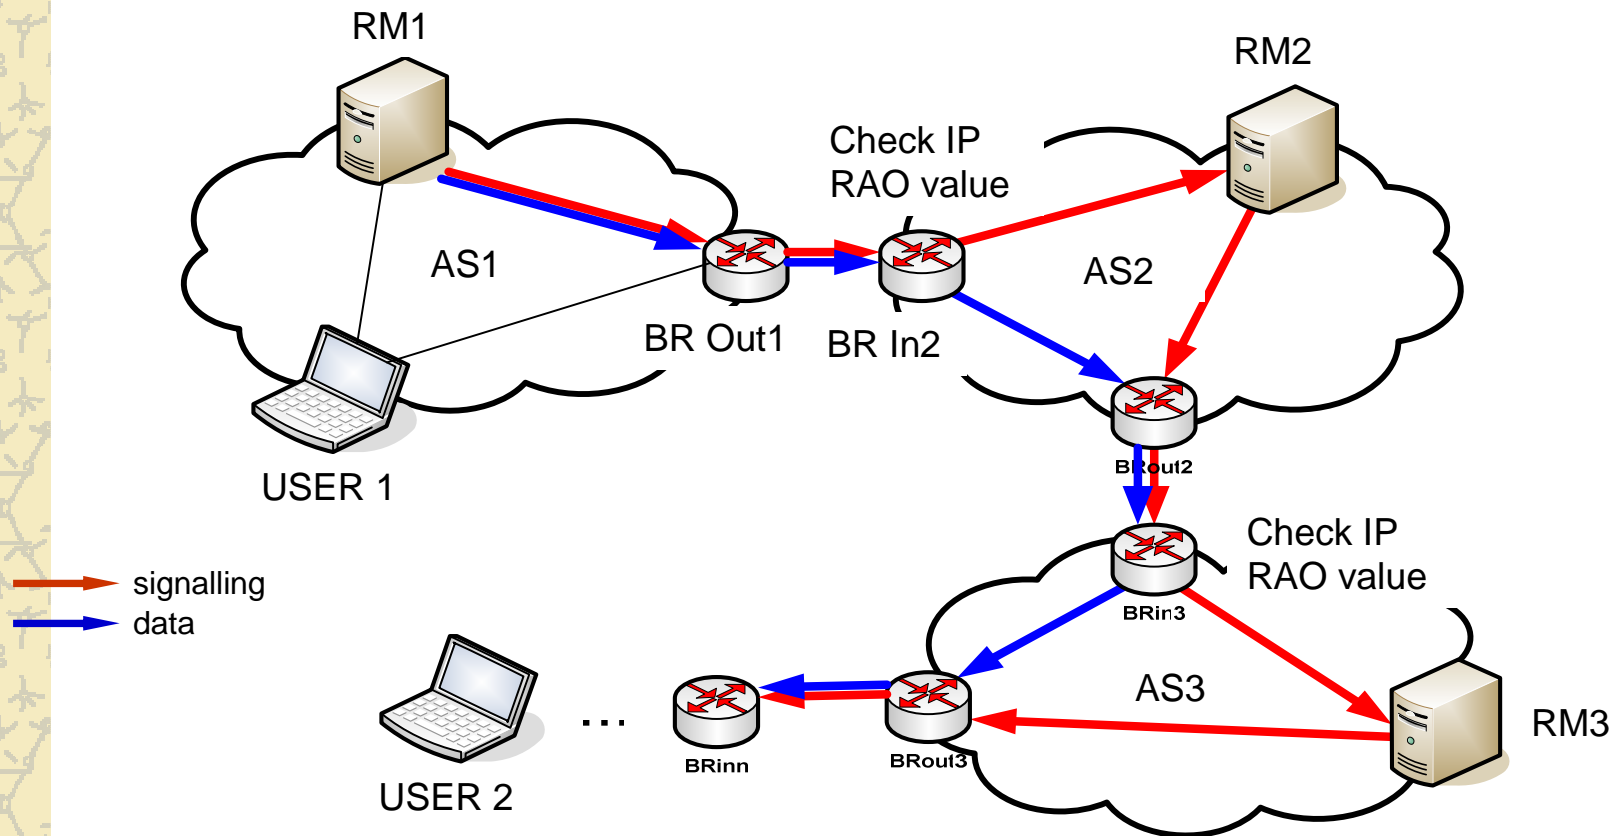 RM1
RM2
Check IP
RAO value
AS1
AS2
BR Out1
BR In2
BRout2
USER 1
Check IP
RAO value
signalling
data
BRin3
AS3
RM3
...
BRinn
BRout3
USER 2